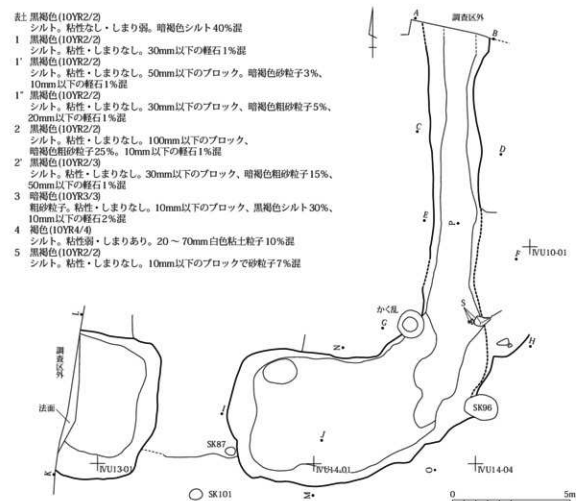 表土 黒褐色(10YR2/2)
シルト。粘性なし・しまり弱。暗褐色シルト40%混
1 黒褐色(10YR2/2)
シルト。粘性・しまりなし。30mm以下の軽石1%混
1' 黒褐色(10YR2/2)
シルト。粘性・しまりなし。50mm以下のブロック。暗褐色砂粒子3%、
10mm以下の軽石1%混
1" 黒褐色(10YR2/2)
シルト。粘性・しまりなし。30mm以下のブロック、暗褐色粗砂粒子5%、
20mm以下の軽石1%混
2 黒褐色(10YR2/2)
シルト。粘性・しまりなし。100mm以下のブロック、
暗褐色粗砂粒子25%。10mm以下の軽石1%混
2' 黒褐色(10YR2/3)
シルト。粘性・しまりなし。30mm以下のブロック、暗褐色粗砂粒子15%、
50mm以下の軽石1%混
3 暗褐色(10YR3/3)
粗砂粒子。粘性・しまりなし。10mm以下のブロック、黒褐色シルト30%、
10mm以下の軽石2%混
4 褐色(10YR4/4)
シルト。粘性弱・しまりあり。20～70mm白色粘土粒子10%混
5 黒褐色(10YR2/2)
シルト。粘性・しまりなし。10mm以下のブロックで砂粒子7%混
A
調査区外
B
C
D
E
P
F
IVU10-01
かく乱
S
G
N
H
L
調査区外
法面
I
J
SK96
SK87
K
IVU13-01
IVU14-01
IVU14-04
SK101
M
O
0
5m